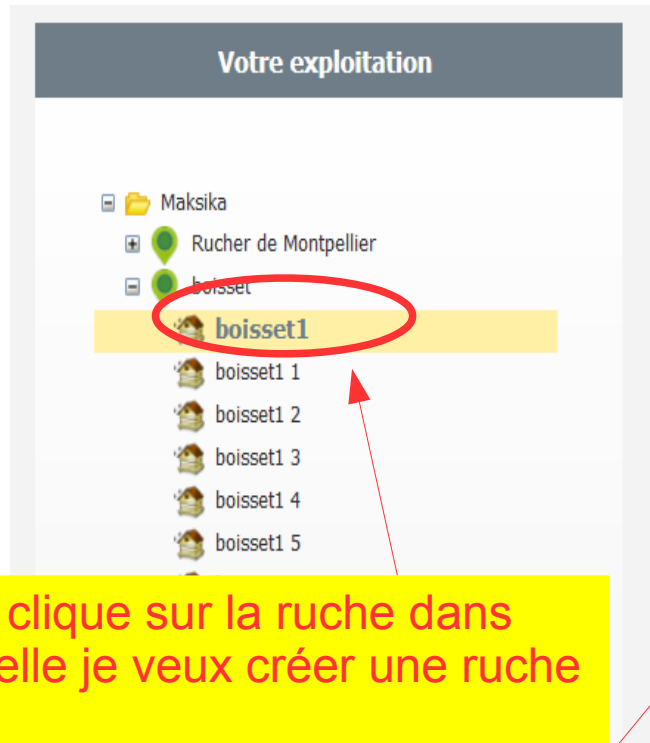 Votre exploitation
Maksika
Rucher de Montpellier
boisset
boisset1
boisset1 1
boisset1 2
boisset1 3
boisset1 4
boisset1 5
clique sur la ruche dans
elle je veux créer une ruche